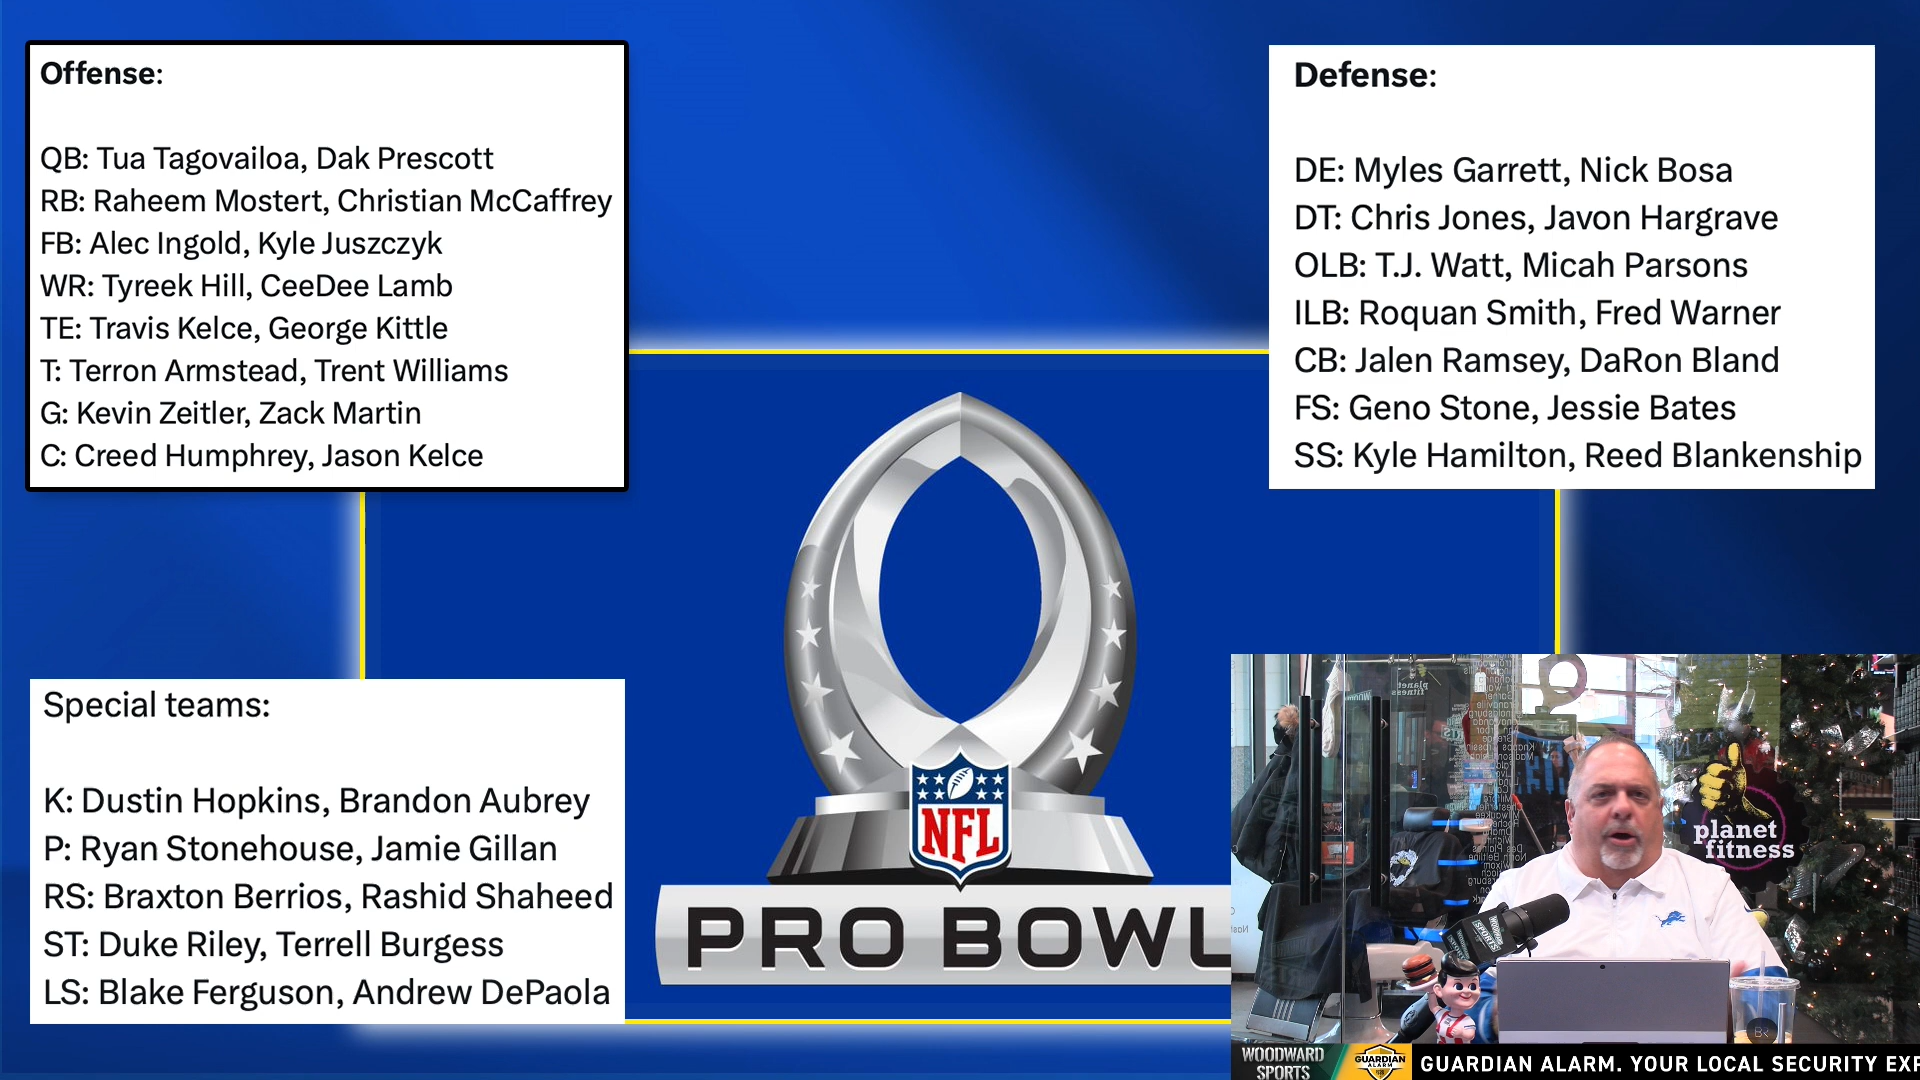 Offense:
QB: Tua Tagovailoa, Dak Prescott
RB: Raheem Mostert, Christian McCaffrey
FB: Alec Ingold, Kyle Juszczyk
WR: Tyreek Hill, CeeDee Lamb
TE: Travis Kelce, George Kittle
T: Terron Armstead, Trent Williams
G: Kevin Zeitler, Zack Martin
C: Creed Humphrey, Jason Kelce
Defense:
DE: Myles Garrett, Nick Bosa
DT: Chris Jones, Javon Hargrave
OLB: T.J. Watt, Micah Parsons
ILB: Roquan Smith, Fred Warner
CB: Jalen Ramsey, DaRon Bland
FS: Geno Stone, Jessie Bates
SS: Kyle Hamilton, Reed Blankenship
Special teams:
K: Dustin Hopkins, Brandon Aubrey
P: Ryan Stonehouse, Jamie Gillan
RS: Braxton Berrios, Rashid Shaheed
ST: Duke Riley, Terrell Burgess
LS: Blake Ferguson, Andrew DePaola
NFL
PRO BOWL
planet
fitness
planet
fitness
WOODWARD
SPORTS
WOODWARD
SPORTS
GUARDIAN
ALARM
GUARDIAN ALARM. YOUR LOCAL SECURITY EXP